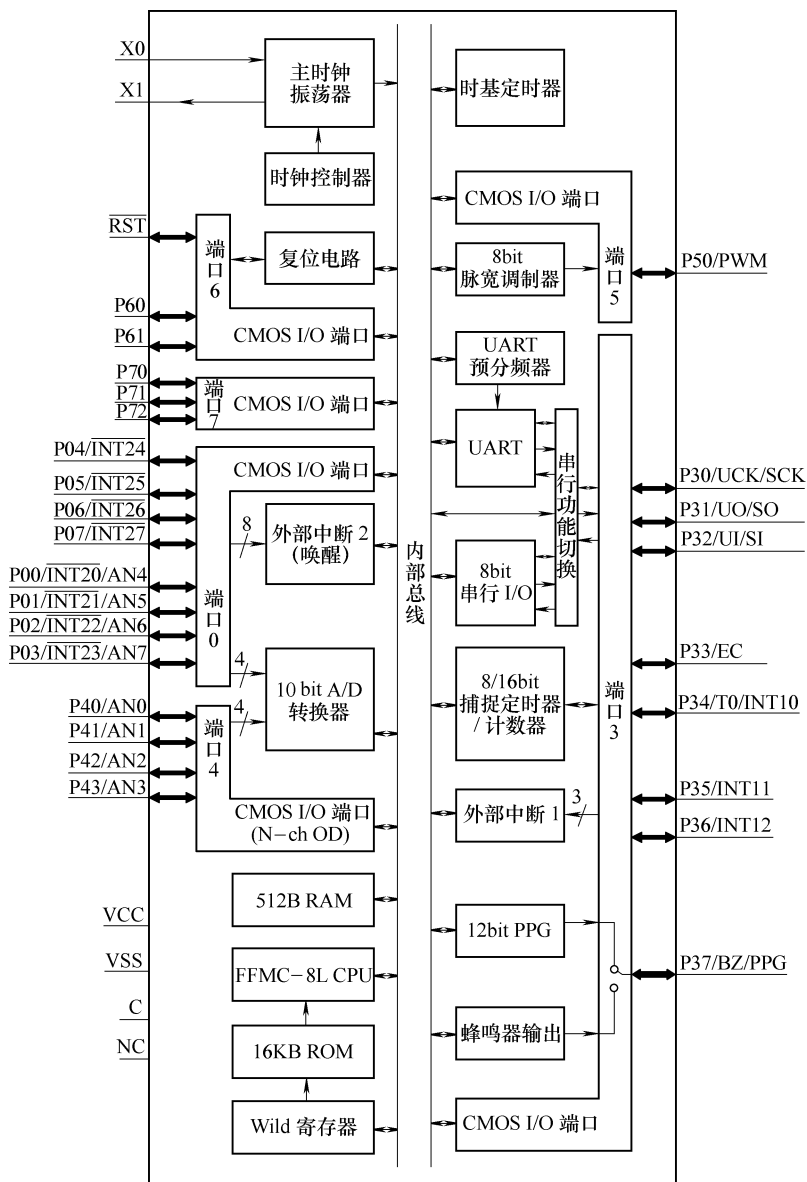 X0
X1
主时钟
振荡器
时钟控制器
RST
P60
P61
端口6
复位电路
CMOS I/O 端口
P70
P71
P72
端口7
CMOS I/O 端口
P04/INT24
P05/INT25
P06/INT26
P07/INT27
P00/INT20/AN4
P01/INT21/AN5
P02/INT22/AN6
P03/INT23/AN7
端口0
CMOS I/O 端口
8
外部中断 2
(唤醒)
4
10 bit A/D
转换器
4
P40/AN0
P41/AN1
P42/AN2
P43/AN3
端口4
CMOS I/O 端口
(N−ch OD)
VCC
VSS
C
NC
512B RAM
FFMC−8L CPU
16KB ROM
Wild 寄存器
内部总线
时基定时器
CMOS I/O 端口
端口5
8bit
脉宽调制器
P50/PWM
UART
预分频器
UART
串行功能切换
8bit
串行 I/O
P30/UCK/SCK
P31/UO/SO
P32/UI/SI
8/16bit
捕捉定时器
/ 计数器
端口3
P33/EC
P34/T0/INT10
外部中断 1
3
P35/INT11
P36/INT12
12bit PPG
P37/BZ/PPG
蜂鸣器输出
CMOS I/O 端口